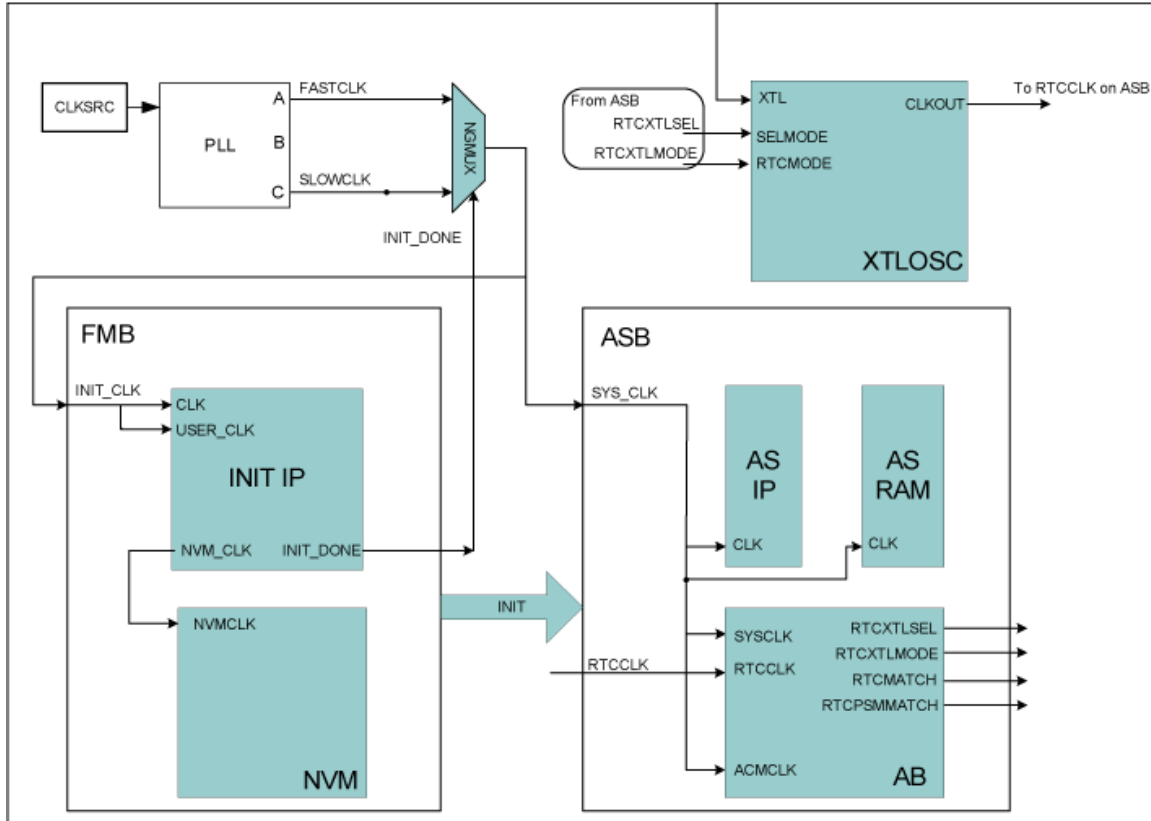 CLKSRC
PLL
A
B
C
FASTCLK
SLOWCLK
NGMUX
INIT_DONE
From ASB
RTCXTLSEL
RTCXTLMODE
XTL
SELMODE
RTCMODE
CLKOUT
XTLOSC
To RTCCLK on ASB
FMB
INIT_CLK
CLK
USER_CLK
INIT IP
NVM_CLK
INIT_DONE
NVMCLK
NVM
INIT
ASB
SYS_CLK
AS
IP
CLK
AS
RAM
CLK
RTCCLK
SYSCLK
RTCCLK
ACMCLK
RTCXTLSEL
RTCXTLMODE
RTCMATCH
RTCPSMMATCH
AB